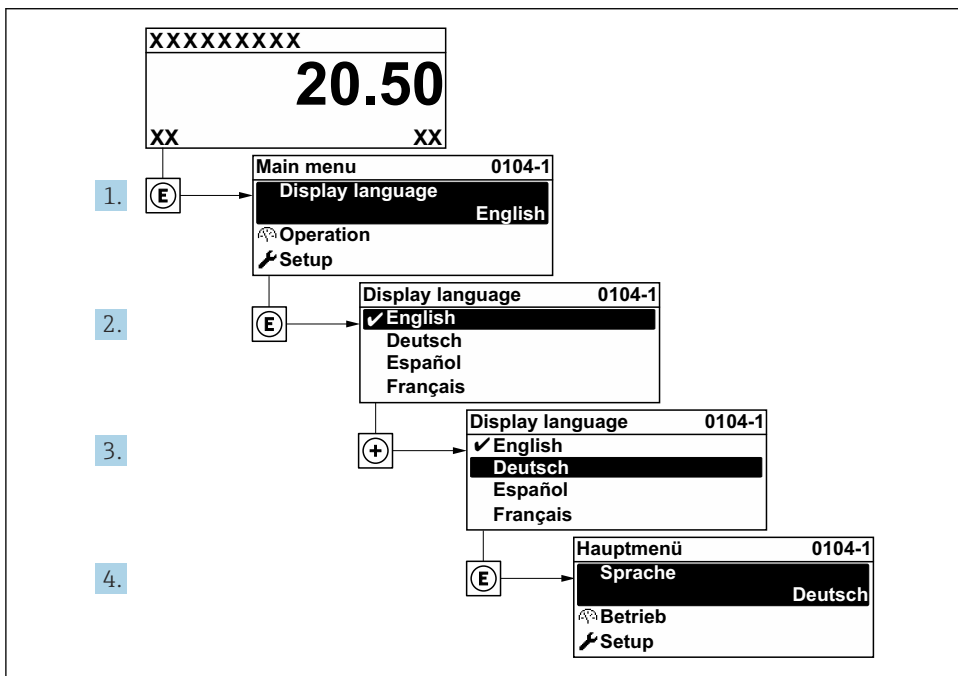 XXXXXXXXX
20.50
XX XX
1. E
Main menu 0104-1
Display language
English
Operation
Setup
2. E
Display language 0104-1
✔English
Deutsch
Español
Français
3. +
Display language 0104-1
✔English
Deutsch
Español
Français
4. E
Hauptmenü 0104-1
Sprache
Deutsch
Betrieb
Setup